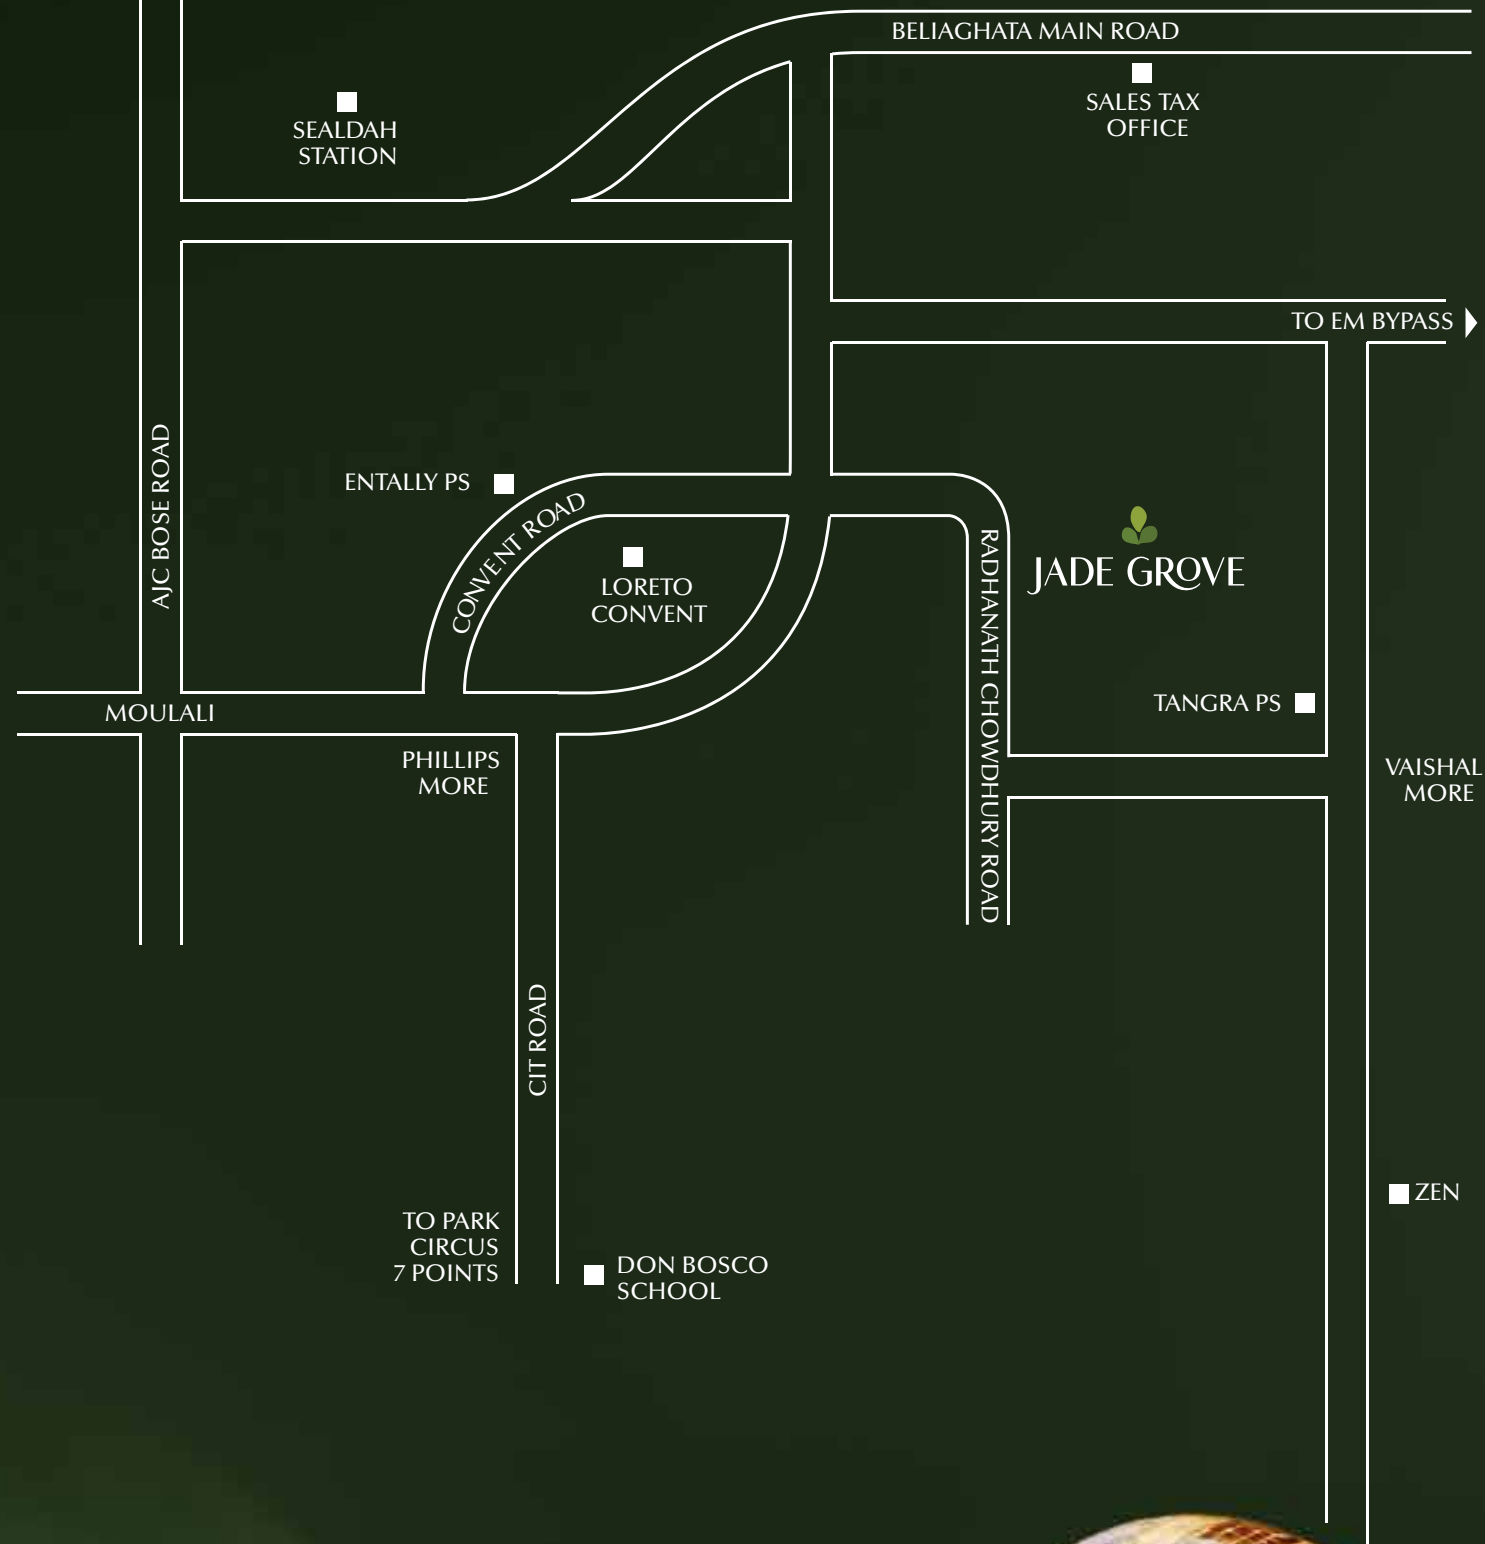 BELIAGHATA MAIN ROAD
SALES TAX
OFFICE
SEALDAH
STATION
TO EM BYPASS
AJC BOSE ROAD
ENTALLY PS
CONVENT ROAD
LORETO
CONVENT
RADHANATH CHOWDHURY ROAD
JADE GROVE
TANGRA PS
MOULALI
PHILLIPS
MORE
VAISHAL
MORE
CIT ROAD
ZEN
TO PARK
CIRCUS
7 POINTS
DON BOSCO
SCHOOL